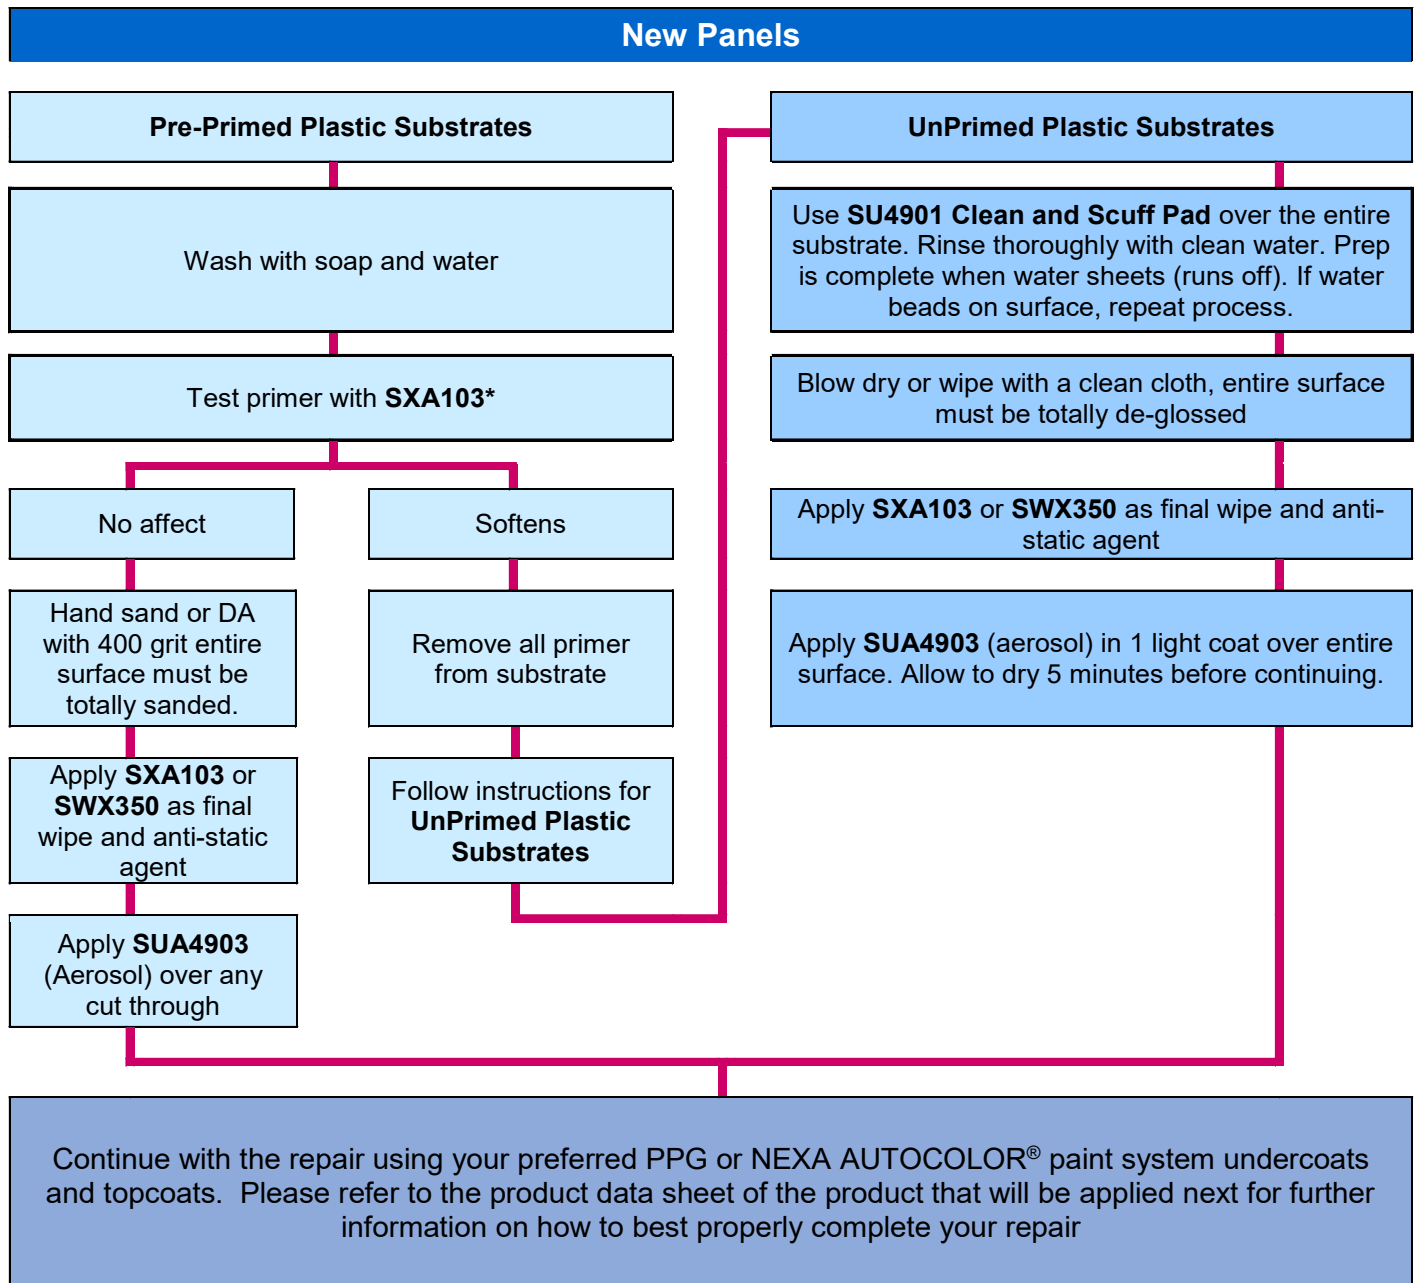 New Panels
Pre-Primed Plastic Substrates
Wash with soap and water
Test primer with SXA103*
No affect
Hand sand or DA
with 400 grit entire
surface must be
totally sanded.
Apply SXA103 or
SWX350 as final
wipe and anti-static
agent
Apply SUA4903
(Aerosol) over any
cut through
Softens
Remove all primer
from substrate
Follow instructions for
UnPrimed Plastic
Substrates
UnPrimed Plastic Substrates
Use SU4901 Clean and Scuff Pad over the entire
substrate. Rinse thoroughly with clean water. Prep
is complete when water sheets (runs off). If water
beads on surface, repeat process.
Blow dry or wipe with a clean cloth, entire surface
must be totally de-glossed
Apply SXA103 or SWX350 as final wipe and anti-
static agent
Apply SUA4903 (aerosol) in 1 light coat over entire
surface. Allow to dry 5 minutes before continuing.
Continue with the repair using your preferred PPG or NEXA AUTOCOLOR® paint system undercoats
and topcoats. Please refer to the product data sheet of the product that will be applied next for further
information on how to best properly complete your repair